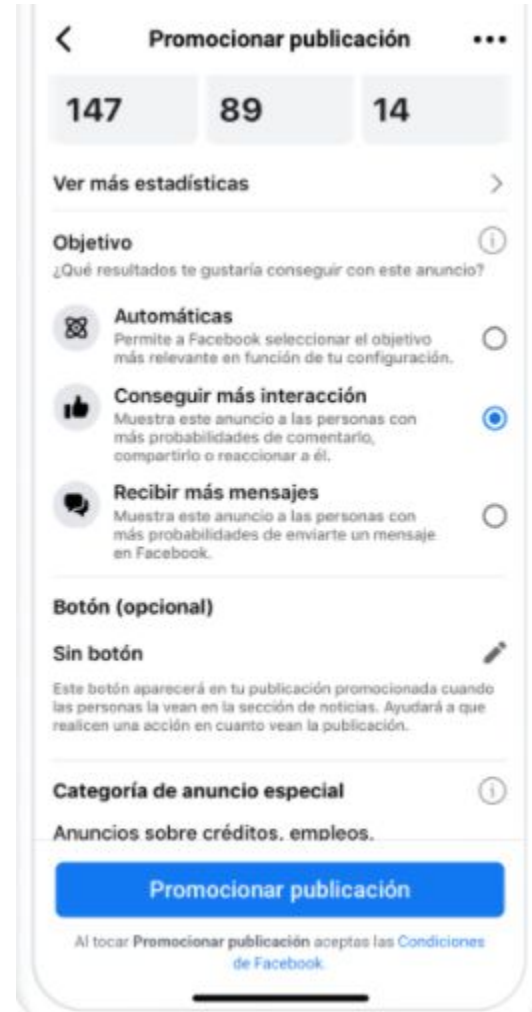 Promocionar publicación
147 89 14
Ver más estadísticas
Objetivo
¿Qué resultados te gustaría conseguir con este anuncio?
Automáticas
Permite a Facebook seleccionar el objetivo
más relevante en función de tu configuración.
Conseguir más interacción
Muestra este anuncio a las personas con
más probabilidades de comentarlo,
compartirlo o reaccionar a él.
Recibir más mensajes
Muestra este anuncio a las personas con
más probabilidades de enviarte un mensaje
en Facebook.
Botón (opcional)
Sin botón
Este botón aparecerá en tu publicación promocionada cuando
las personas la vean en la sección de noticias. Ayudará a que
realicen una acción en cuanto vean la publicación.
Categoría de anuncio especial
Anuncios sobre créditos, empleos,
Promocionar publicación
Al tocar Promocionar publicación aceptas las Condiciones
de Facebook.